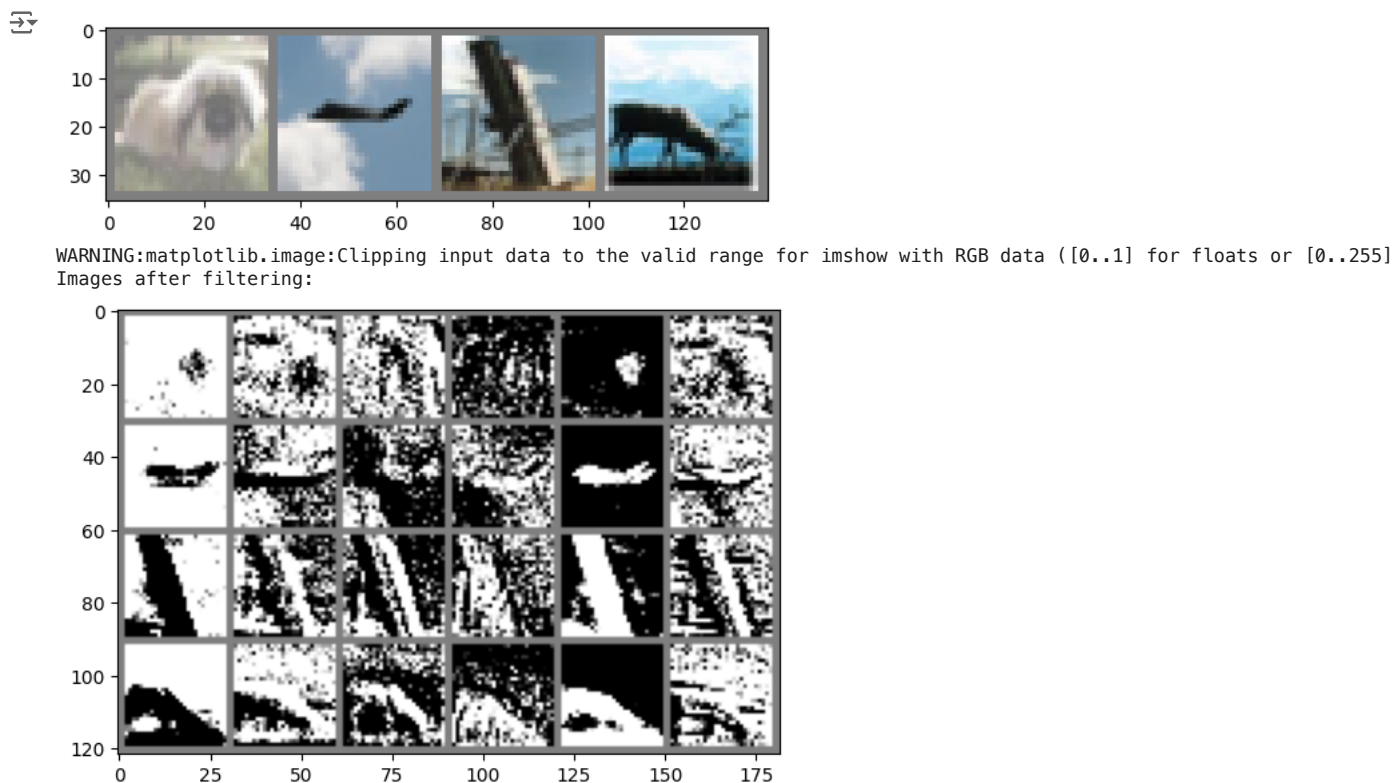 0
10
20
30
0 20 40 60 80 100 120
WARNING:matplotlib.image:Clipping input data to the valid range for imshow with RGB data ([0..1] for floats or [0..255]
Images after filtering:
0
20
40
60
80
100
120
0 25 50 75 100 125 150 175